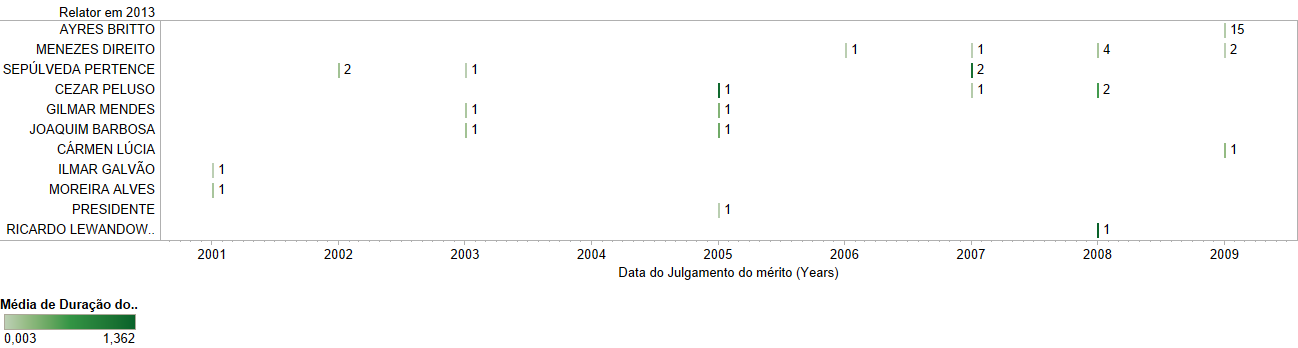 Relator em 2013
AYRES BRITTO 15
MENEZES DIREITO 1 1 4 2
SEPÚLVEDA PERTENCE 2 1 2
CEZAR PELUSO 1 1 2
GILMAR MENDES 1 1
JOAQUIM BARBOSA 1 1
CÁRMEN LÚCIA 1
ILMAR GALVÃO 1
MOREIRA ALVES 1
PRESIDENTE 1
RICARDO LEWANDOW.. 1
2001 2002 2003 2004 2005 2006 2007 2008 2009
Data do Julgamento do mérito (Years)
Média de Duração do..
0,003 1,362